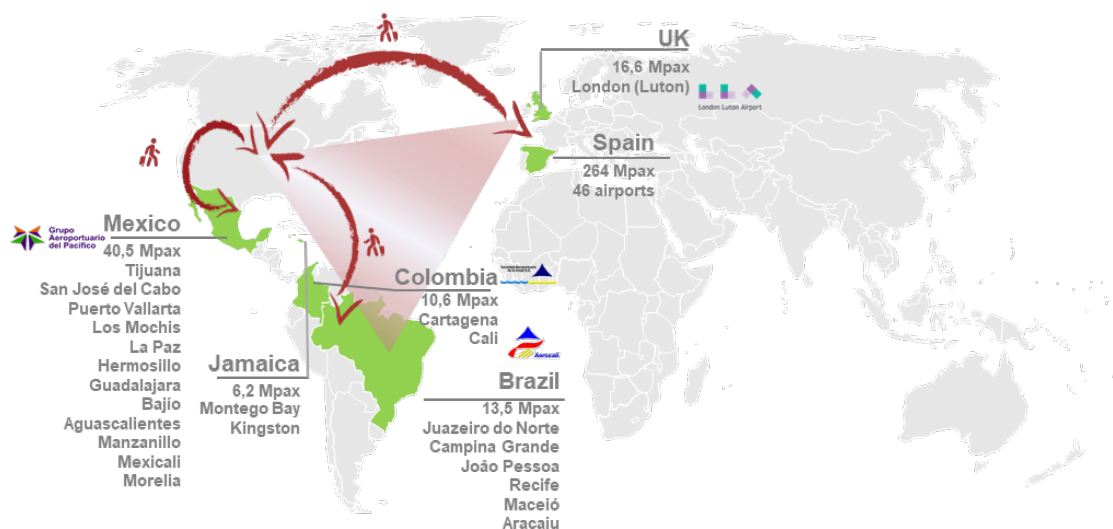 UK
16,6 Mpax
London (Luton)
London Luton Airport
Spain
264 Mpax
46 airports
Mexico
Grupo
Aeroportuario
del Pacífico
40,5 Mpax
Tijuana
San José del Cabo
Puerto Vallarta
Los Mochis
La Paz
Hermosillo
Guadalajara
Bajío
Aguascalientes
Manzanillo
Mexicali
Morelia
Colombia
10,6 Mpax
Cartagena
Cali
Aerocali
Jamaica
6,2 Mpax
Montego Bay
Kingston
Brazil
13,5 Mpax
Juazeiro do Norte
Campina Grande
Joâo Pessoa
Recife
Maceió
Aracaiu